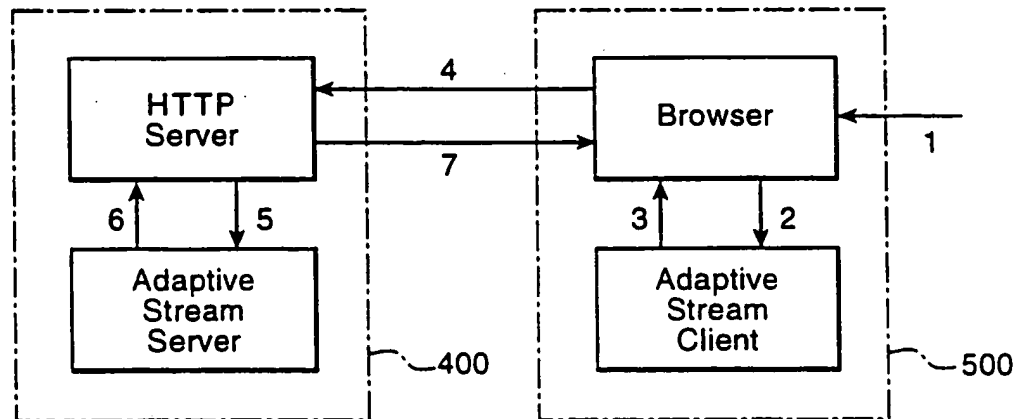 4
HTTP
Server
Browser
1
7
6
5
3
2
Adaptive
Stream
Server
Adaptive
Stream
Client
400
500